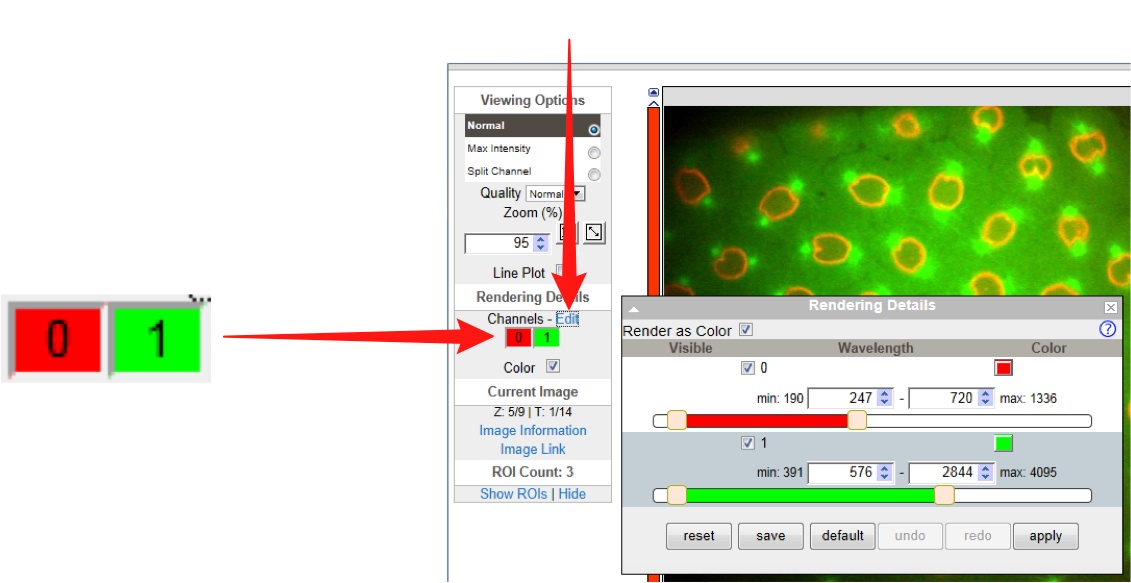 0 1
Viewing Options
Normal
Max Intensity
Split Channel
Quality Normal
Zoom (%)
95
Line Plot
Rendering Details
Channels - Edit
0 1
Color
Current Image
Z: 5/9 | T: 1/14
Image Information
Image Link
ROI Count: 3
Show ROIs | Hide
Rendering Details
Render as Color
Visible Wavelength Color
0
min: 190 247 - 720 max: 1336
1
min: 391 576 - 2844 max: 4095
reset save default undo redo apply